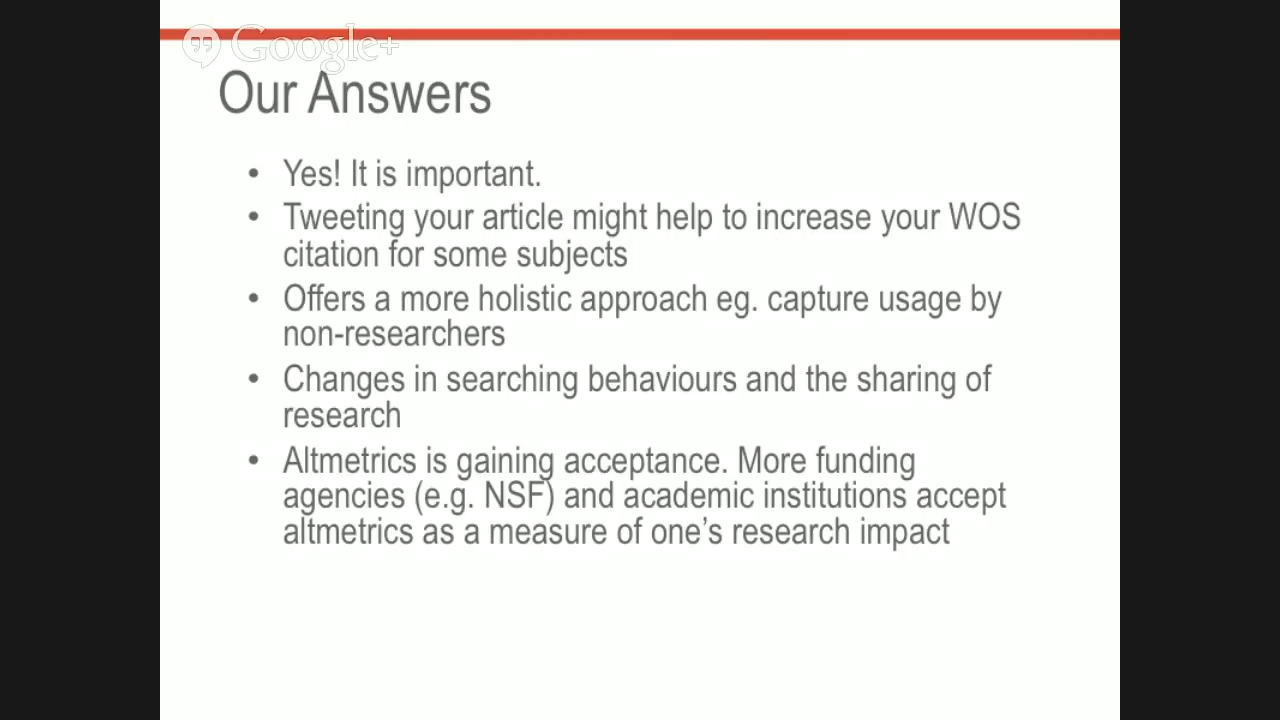 Google+
Our Answers
• Yes! It is important.
• Tweeting your article might help to increase your WOS
citation for some subjects
• Offers a more holistic approach eg. capture usage by
non-researchers
• Changes in searching behaviours and the sharing of
research
• Altmetrics is gaining acceptance. More funding
agencies (e.g. NSF) and academic institutions accept
altmetrics as a measure of one’s research impact